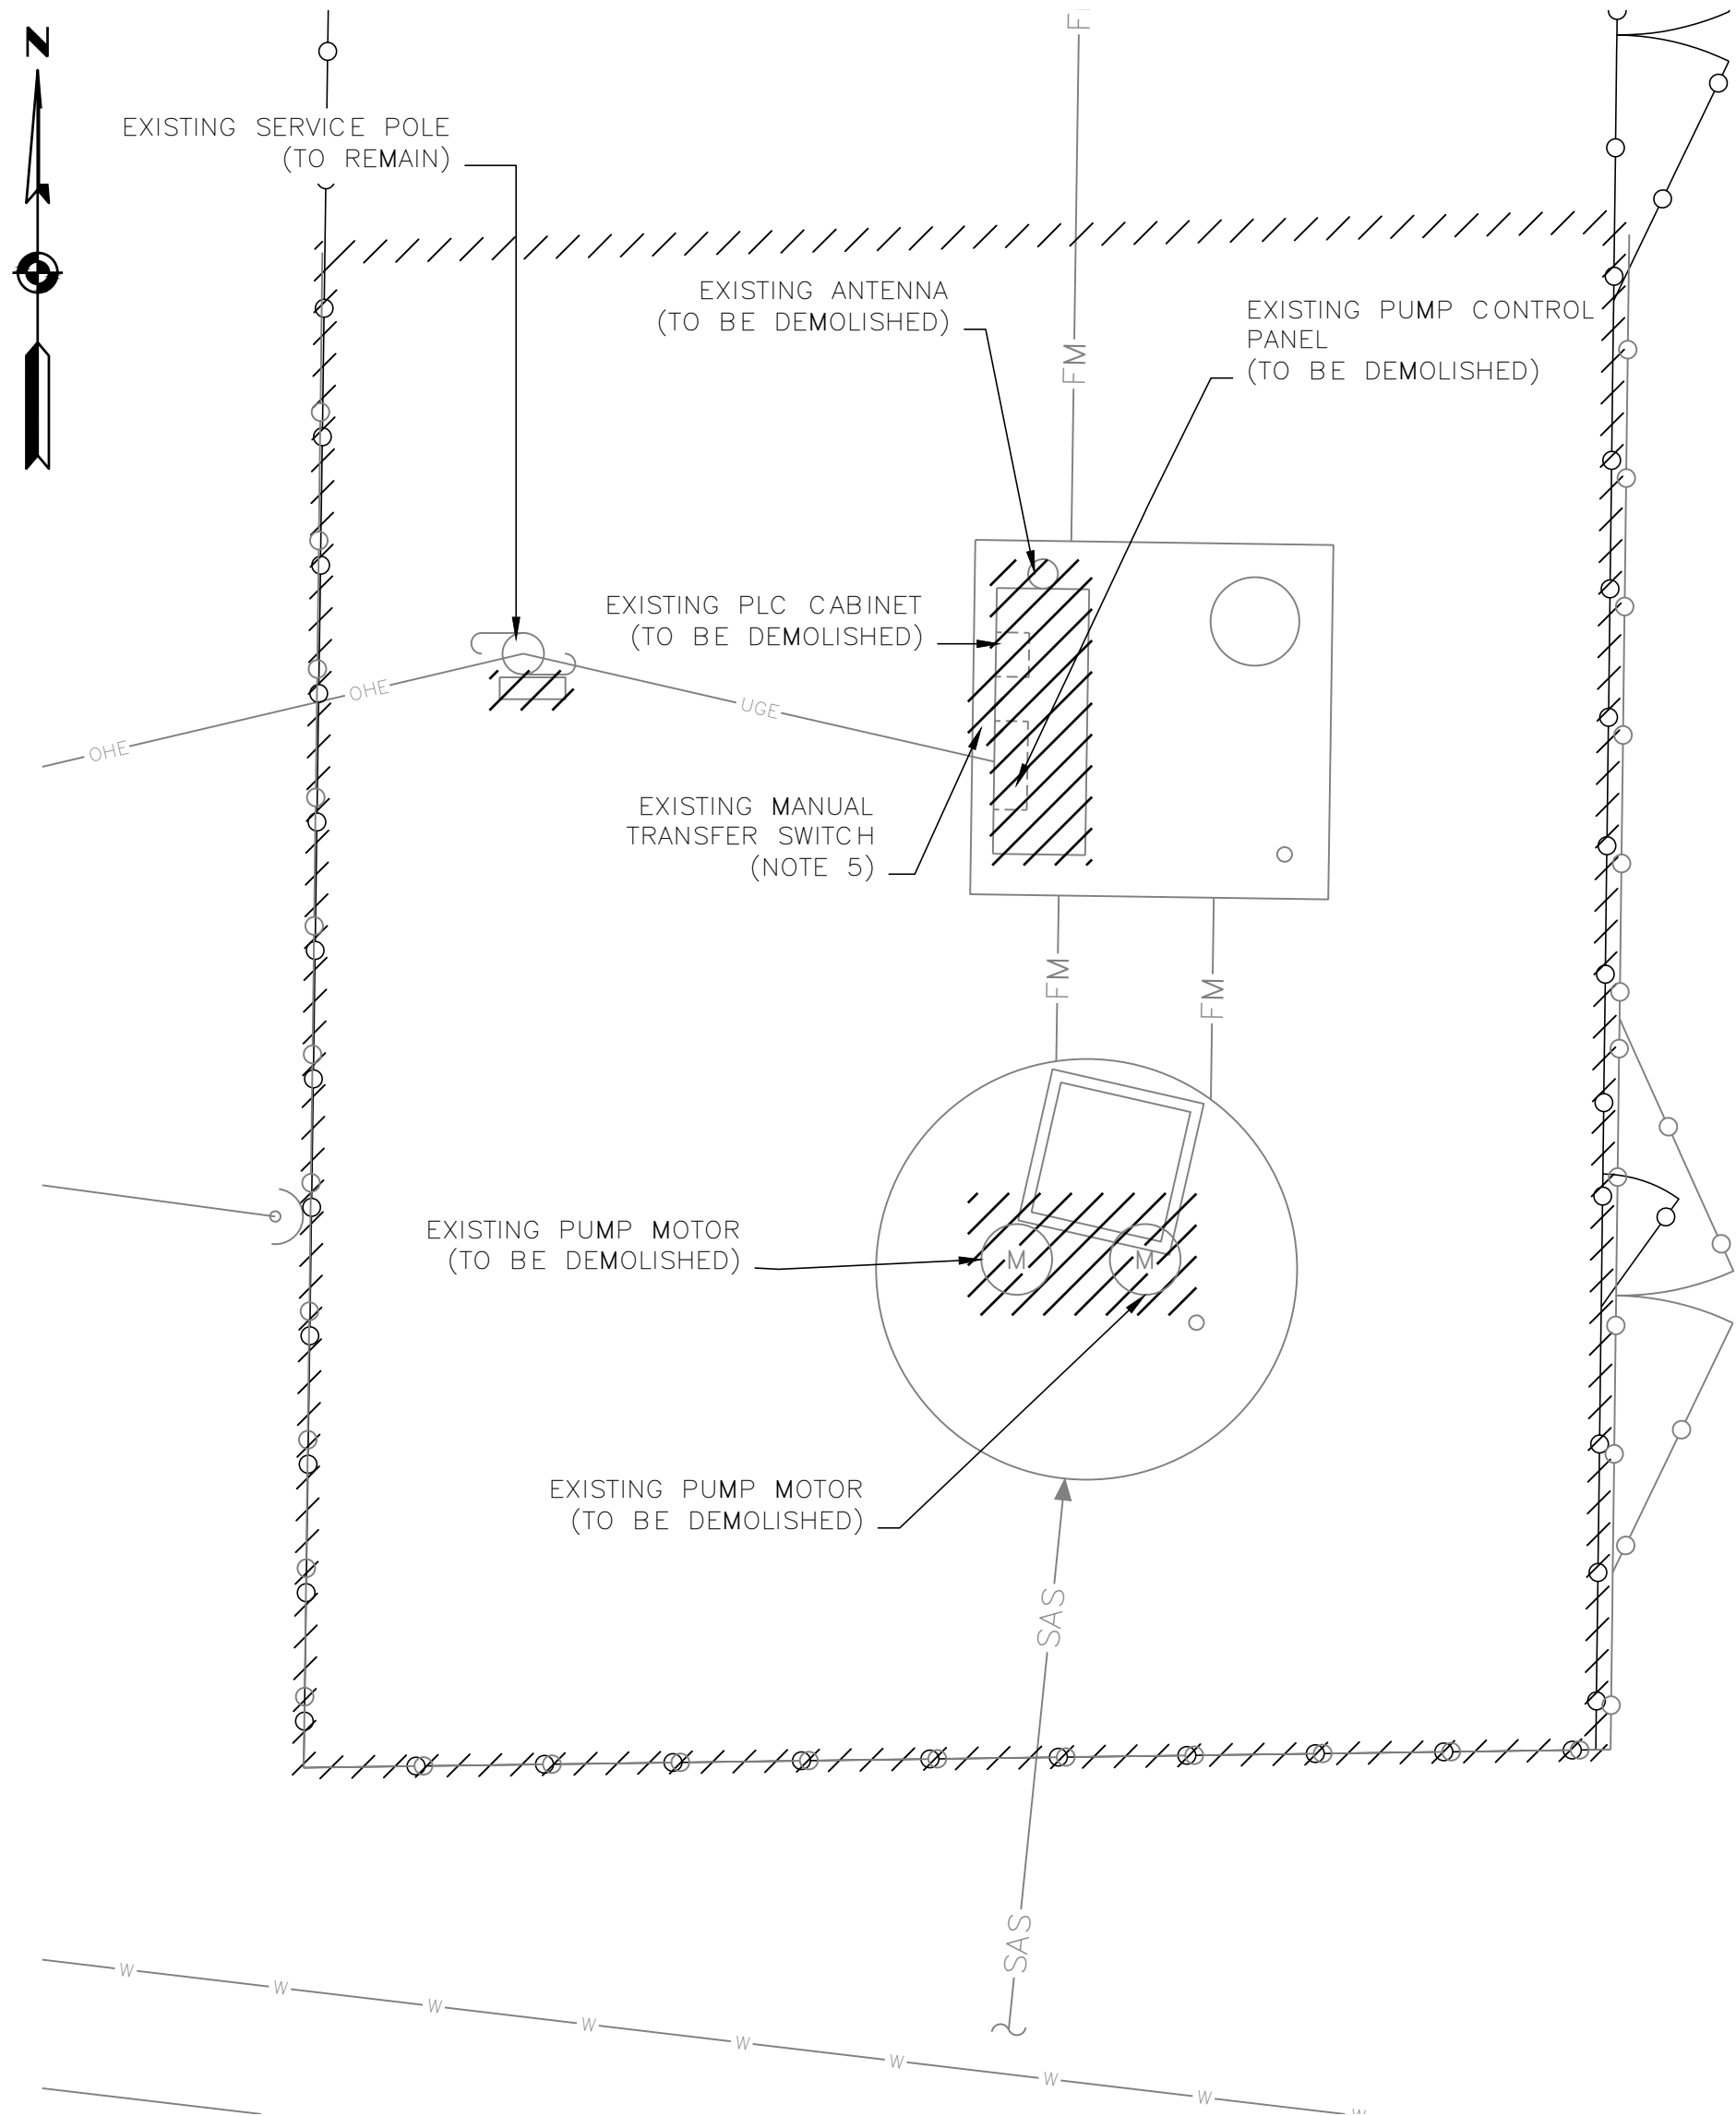 N
F
EXISTING SERVICE POLE
(TO REMAIN)
EXISTING ANTENNA
(TO BE DEMOLISHED)
EXISTING PUMP CONTROL
PANEL
(TO BE DEMOLISHED)
FM
EXISTING PLC CABINET
(TO BE DEMOLISHED)
OHE
OHE
UGE
EXISTING MANUAL
TRANSFER SWITCH
(NOTE 5)
FM
FM
EXISTING PUMP MOTOR
(TO BE DEMOLISHED)
M
M
EXISTING PUMP MOTOR
(TO BE DEMOLISHED)
SAS
SAS
W
W
W
W
W
W
W
W
W